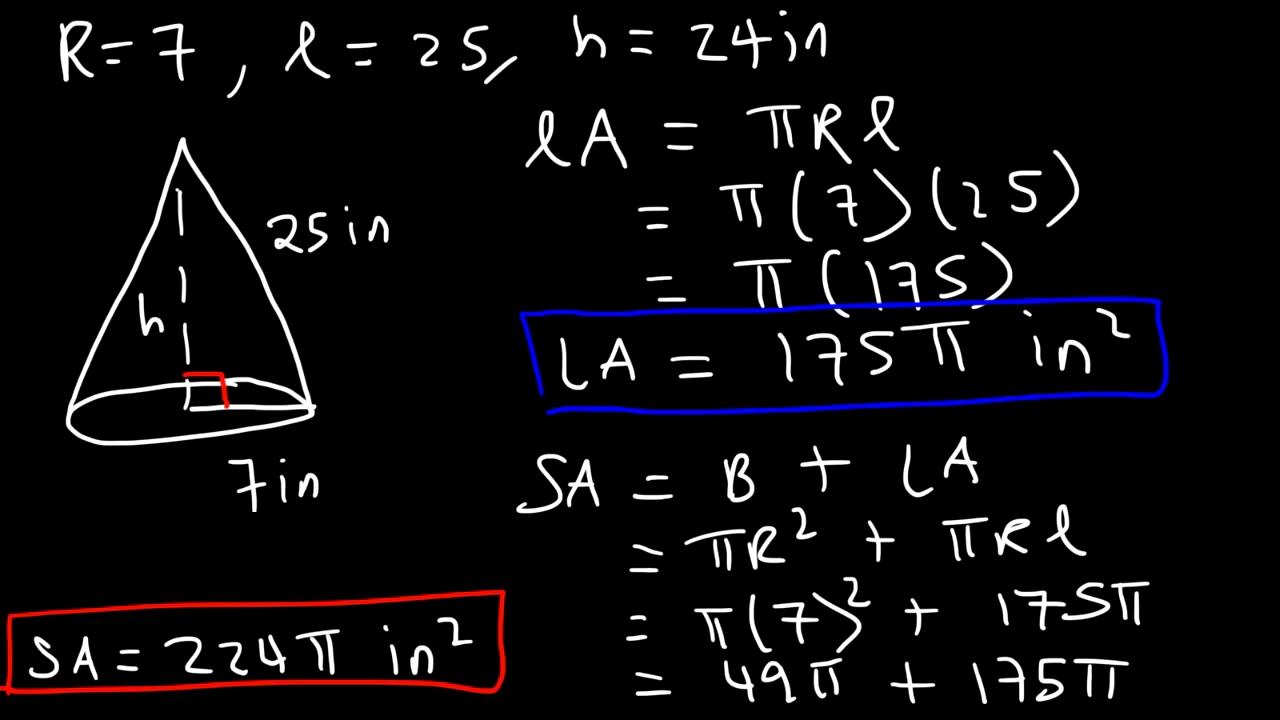 R = 7 , l = 25, h = 24 in
25 in
h
7 in
lA = πRl
= π(7)(25)
= π(175)
LA = 175π in²
SA = B + LA
= πR² + πRl
= π(7)² + 175π
= 49π + 175π
SA = 224π in²